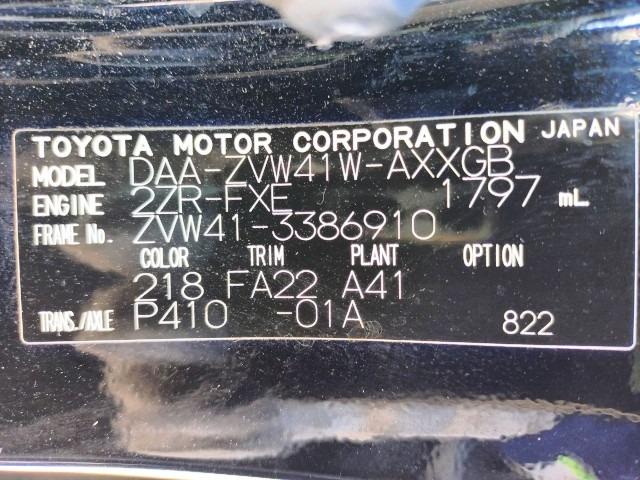 TOYOTA MOTOR CORPORATION JAPAN
MODEL DAA-ZVW41W-AXXGB
ENGINE 2ZR-FXE 1797 mL
FRAME No. ZVW41-3386910
COLOR TRIM PLANT OPTION
218 FA22 A41
TRANS./AXLE P410 -01A 822